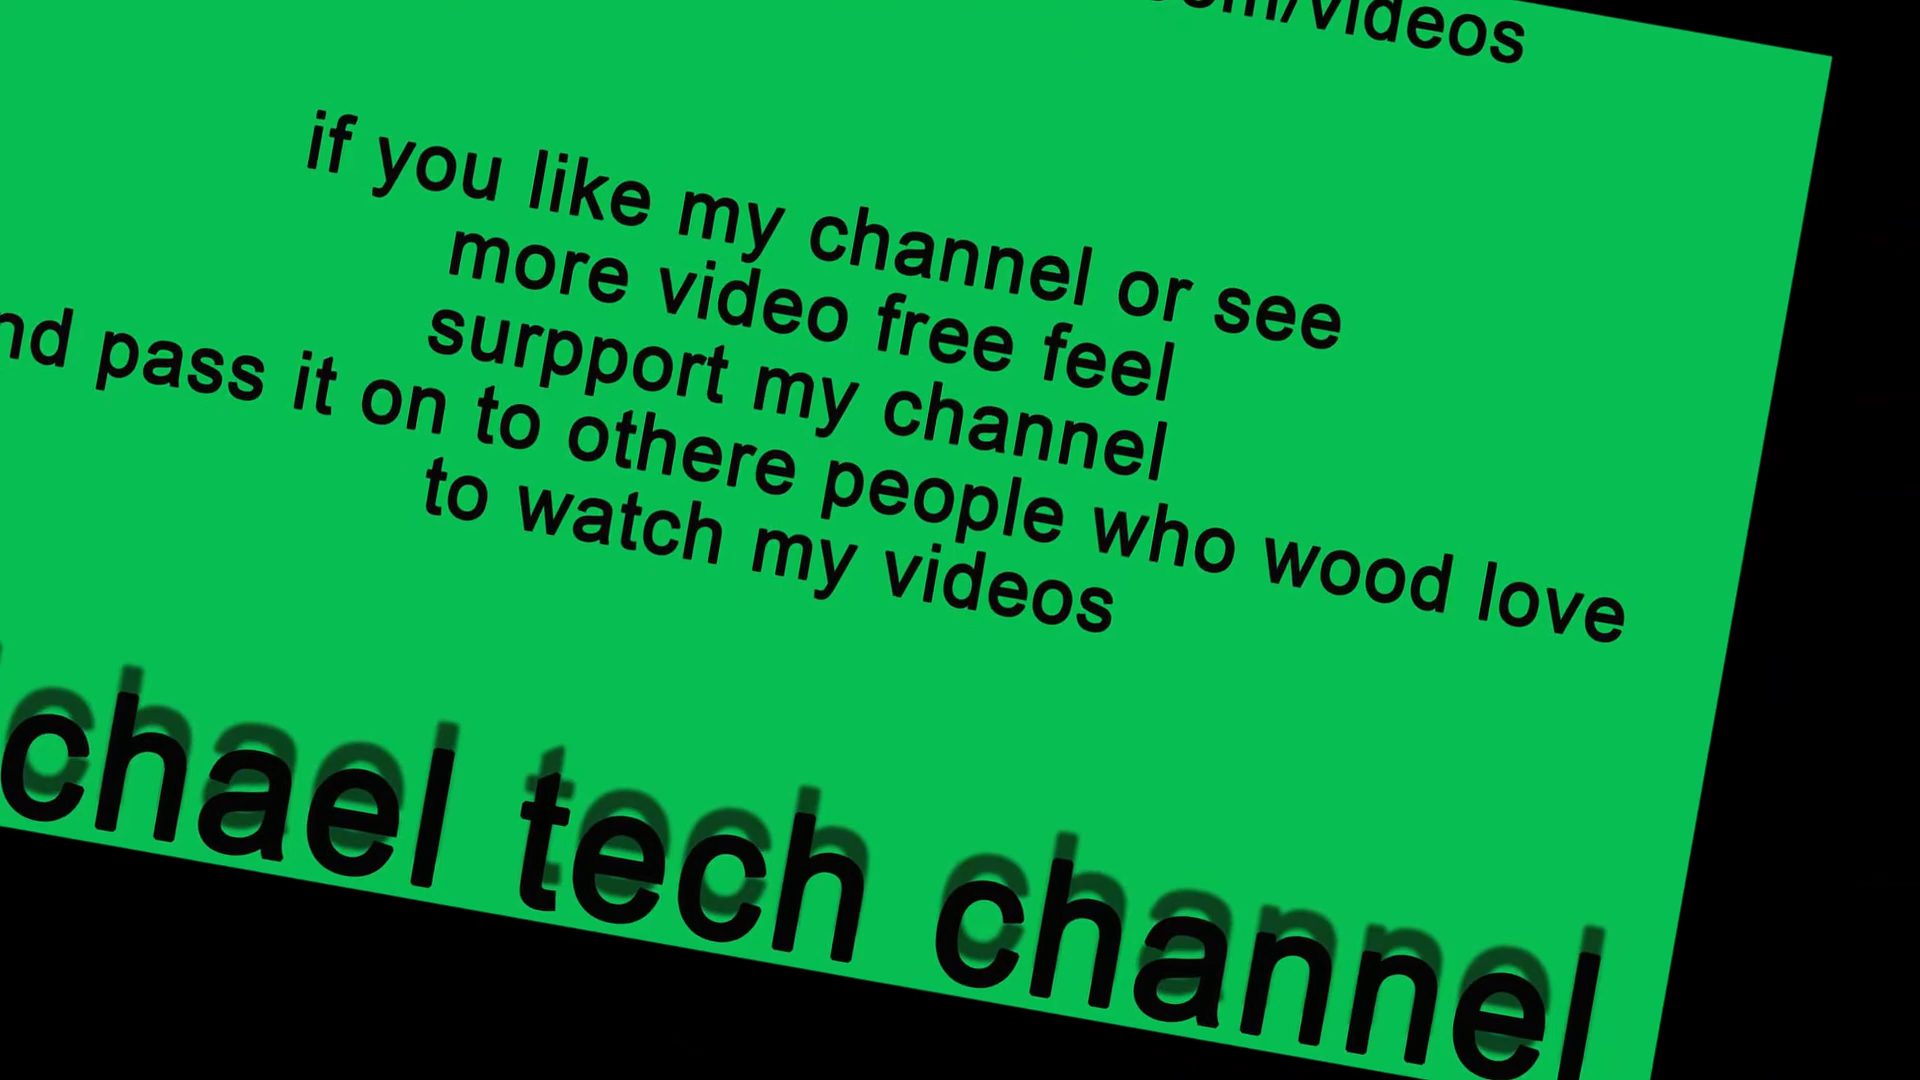 om/videos
if you like my channel or see
more video free feel
surpport my channel
nd pass it on to othere people who wood love
to watch my videos
chael tech channel